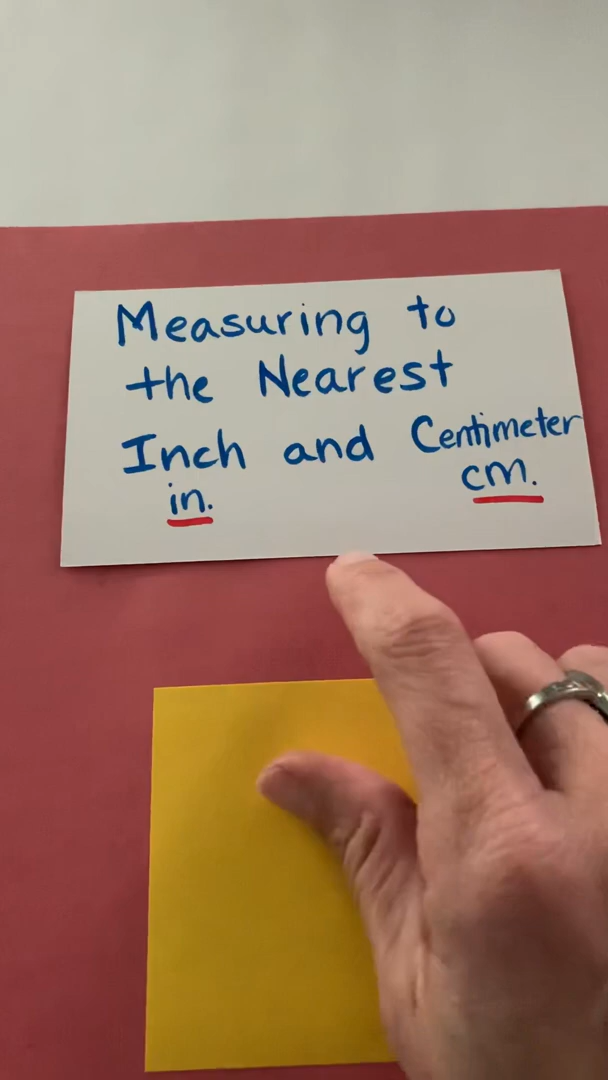 Measuring to
the Nearest
Inch and Centimeter
in. cm.